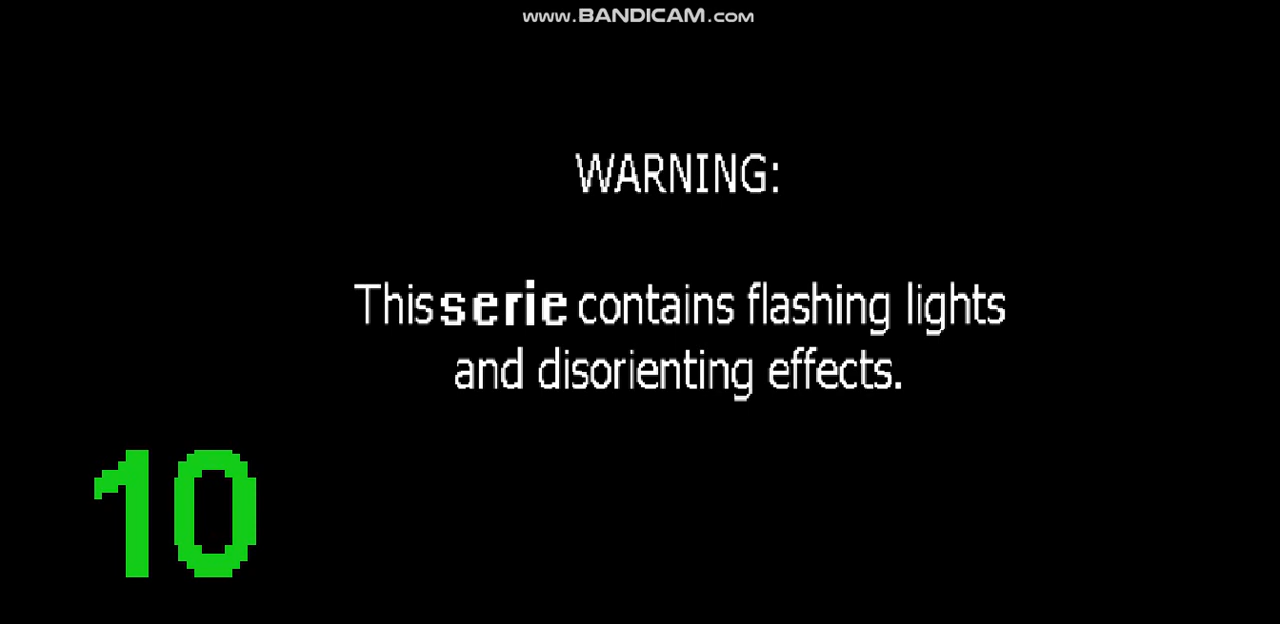 www.BANDICAM.com
WARNING:
This serie contains flashing lights
and disorienting effects.
10